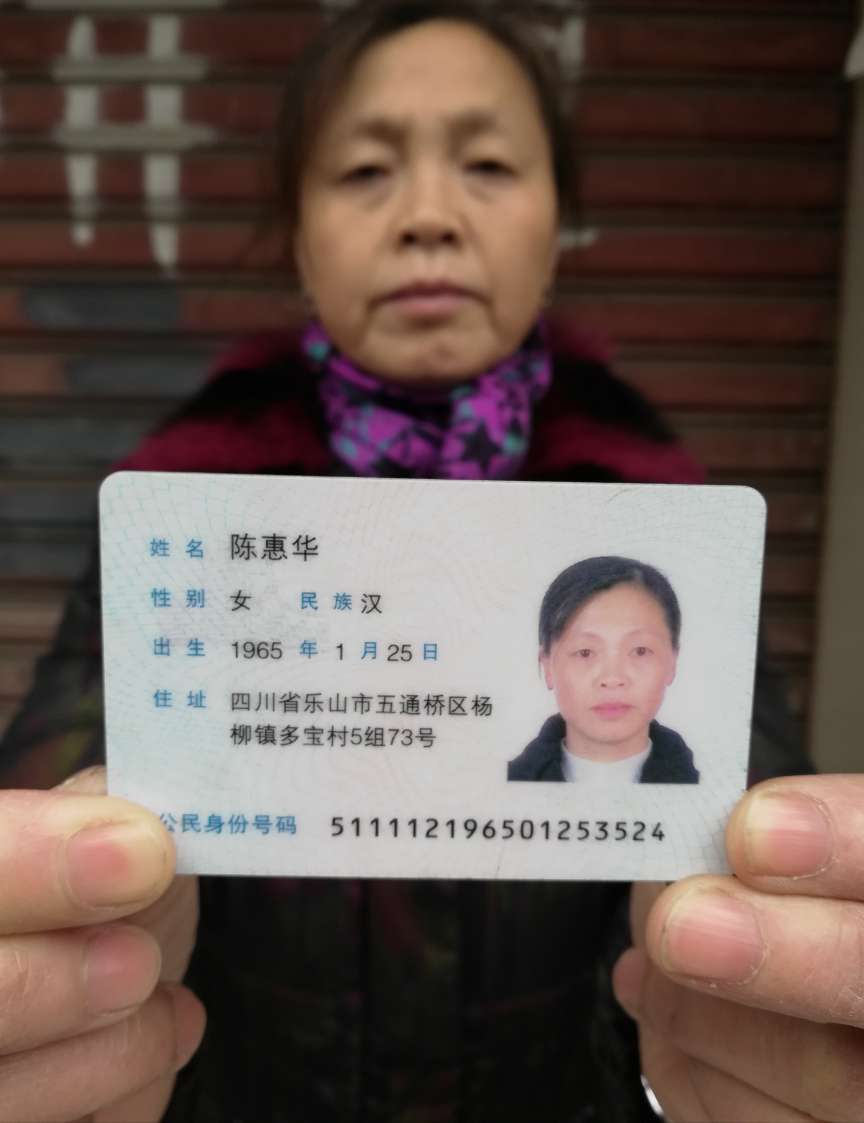 姓名 陈惠华
性别 女 民族 汉
出生 1965 年 1 月 25 日
住址 四川省乐山市五通桥区杨
柳镇多宝村5组73号
公民身份号码 511112196501253524